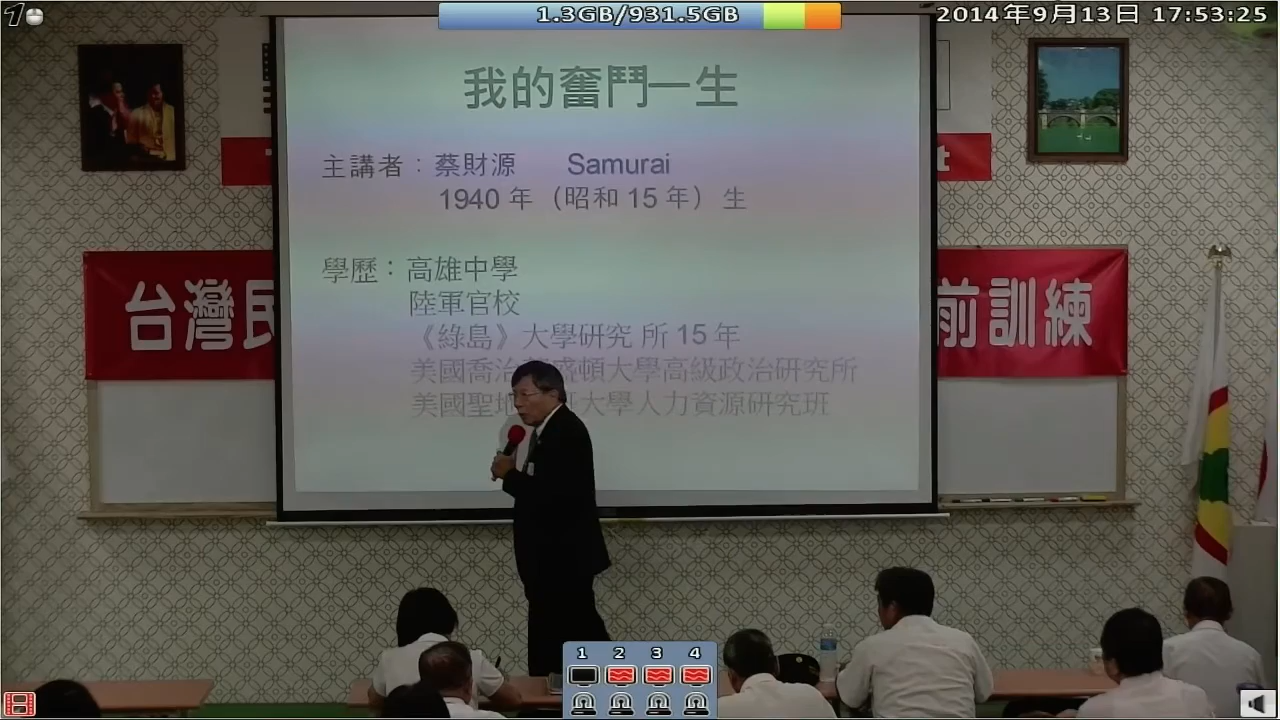 1
1.3GB/931.5GB
2014年9月13日 17:53:25
我的奮鬥一生
主講者：蔡財源 Samurai
1940 年（昭和 15 年）生
學歷：高雄中學
陸軍官校
《綠島》大學研究 所 15 年
美國喬治 盛頓大學高級政治研究所
美國聖地 大學人力資源研究班
t
台灣民
前訓練
1 2 3 4